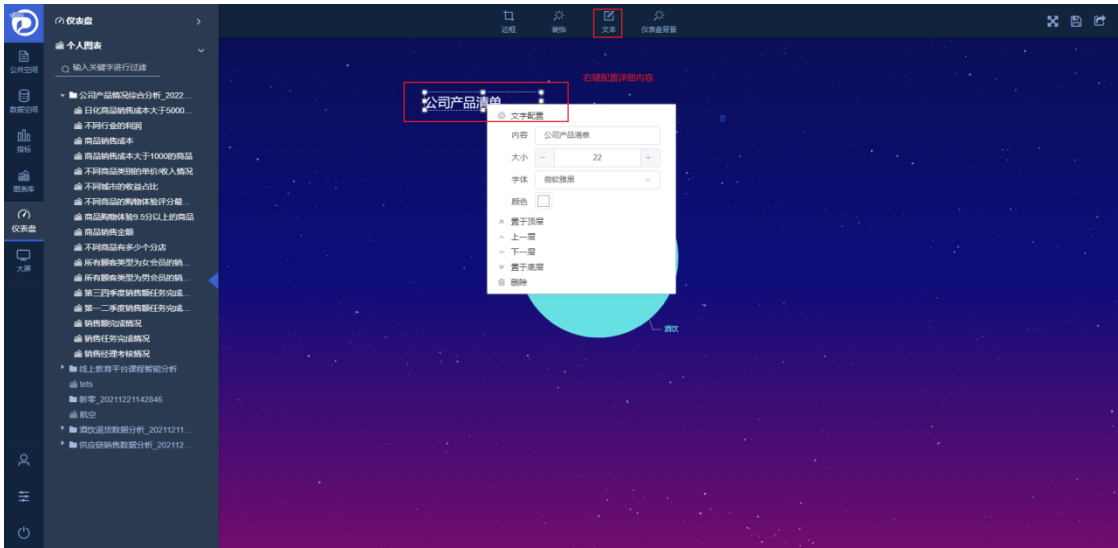 仪表盘
边框
装饰
文本
仪表盘背景
公共空间
数据空间
指标
图表库
仪表盘
大屏
个人图表
输入关键字进行过滤
公司产品情况综合分析_2022...
日化商品销售成本大于5000...
不同行业的利润
商品销售成本
商品销售成本大于1000的商品
不同商品类别的单价/收入情况
不同城市的收益占比
不同商品的购物体验评分最...
商品购物体验9.5分以上的商品
商品销售金额
不同商品有多少个分店
所有顾客类型为女会员的销...
所有顾客类型为男会员的销...
第三四季度销售额任务完成...
第一二季度销售额任务完成...
销售额完成情况
销售任务完成情况
销售经理考核情况
线上教育平台课程智能分析
tets
新零_20211221142846
航空
酒饮退货数据分析_20211211...
供应链销售数据分析_202112...
右键配置详细内容
公司产品清单
文字配置
内容 公司产品清单
大小 - 22 +
字体 微软雅黑
颜色
置于顶层
上一层
下一层
置于底层
删除
酒饮